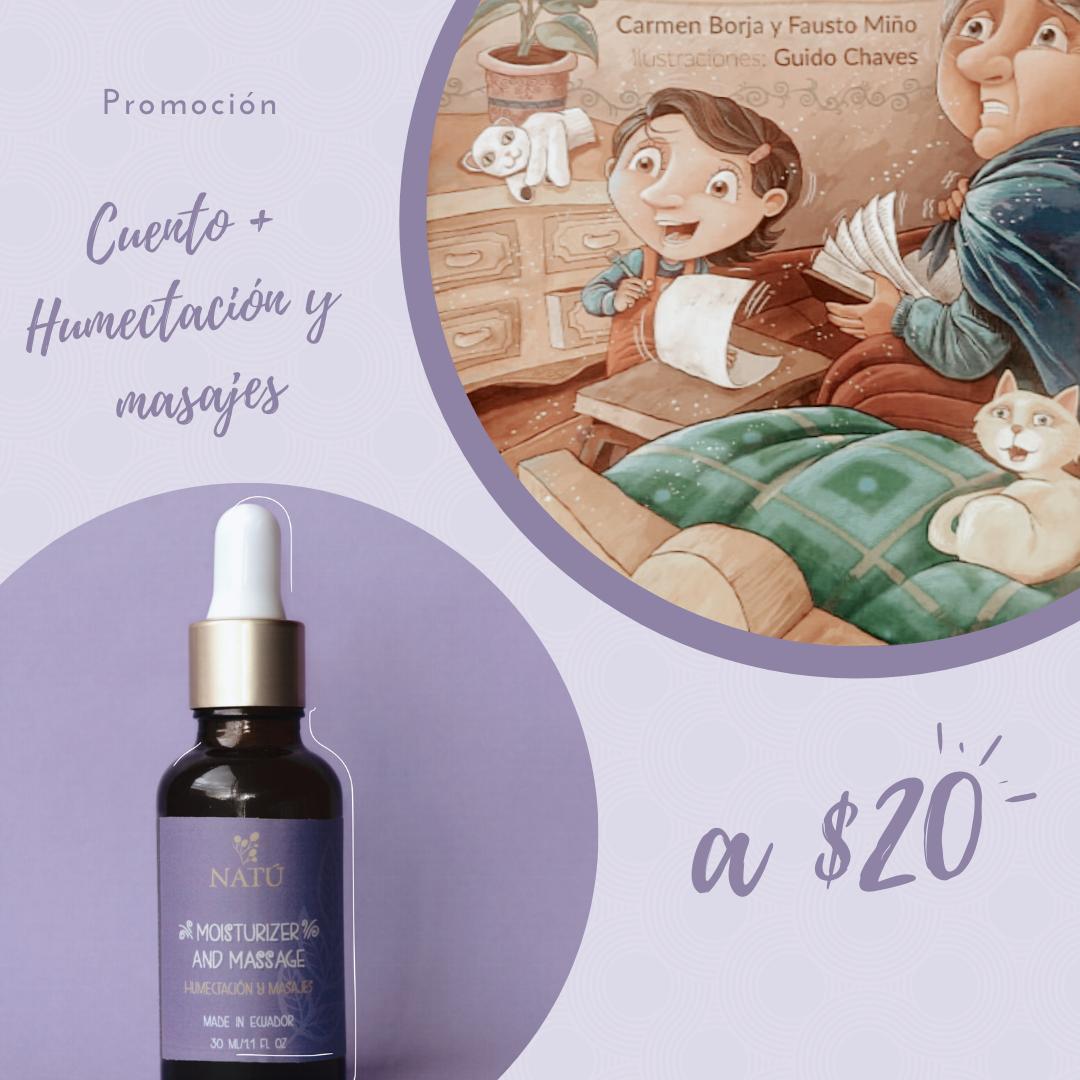 Promoción
Cuento +
Humectación y
masajes
Carmen Borja y Fausto Miño
Ilustraciones: Guido Chaves
a $20
NATÚ
MOISTURIZER
AND MASSAGE
HUMECTACIÓN Y MASAJES
MADE IN ECUADOR
30 ML/1.1 FL OZ